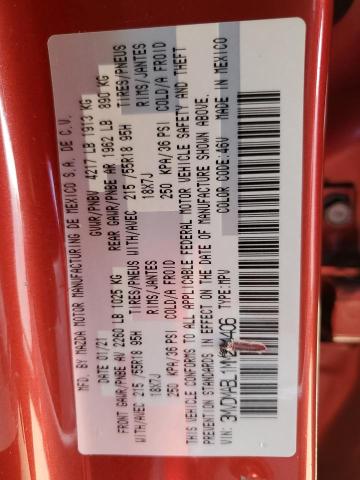 MFD. BY MAZDA MOTOR MANUFACTURING DE MEXICO S.A. DE C.V.
DATE 01/21 GVWR/PNBV 4217 LB 1913 KG
FRONT GAWR/PNBE AV 2260 LB 1025 KG REAR GAWR/PNBE AR 1962 LB 890 KG
WITH/AVEC 215/55R18 95H TIRES/PNEUS WITH/AVEC 215/55R18 95H TIRES/PNEUS
18X7J RIMS/JANTES 18X7J RIMS/JANTES
250 KPA/36 PSI COLD/A FROID 250 KPA/36 PSI COLD/A FROID
THIS VEHICLE CONFORMS TO ALL APPLICABLE FEDERAL MOTOR VEHICLE SAFETY AND THEFT
PREVENTION STANDARDS IN EFFECT ON THE DATE OF MANUFACTURE SHOWN ABOVE.
VIN: TYPE:MPV COLOR CODE:46V MADE IN MEXICO